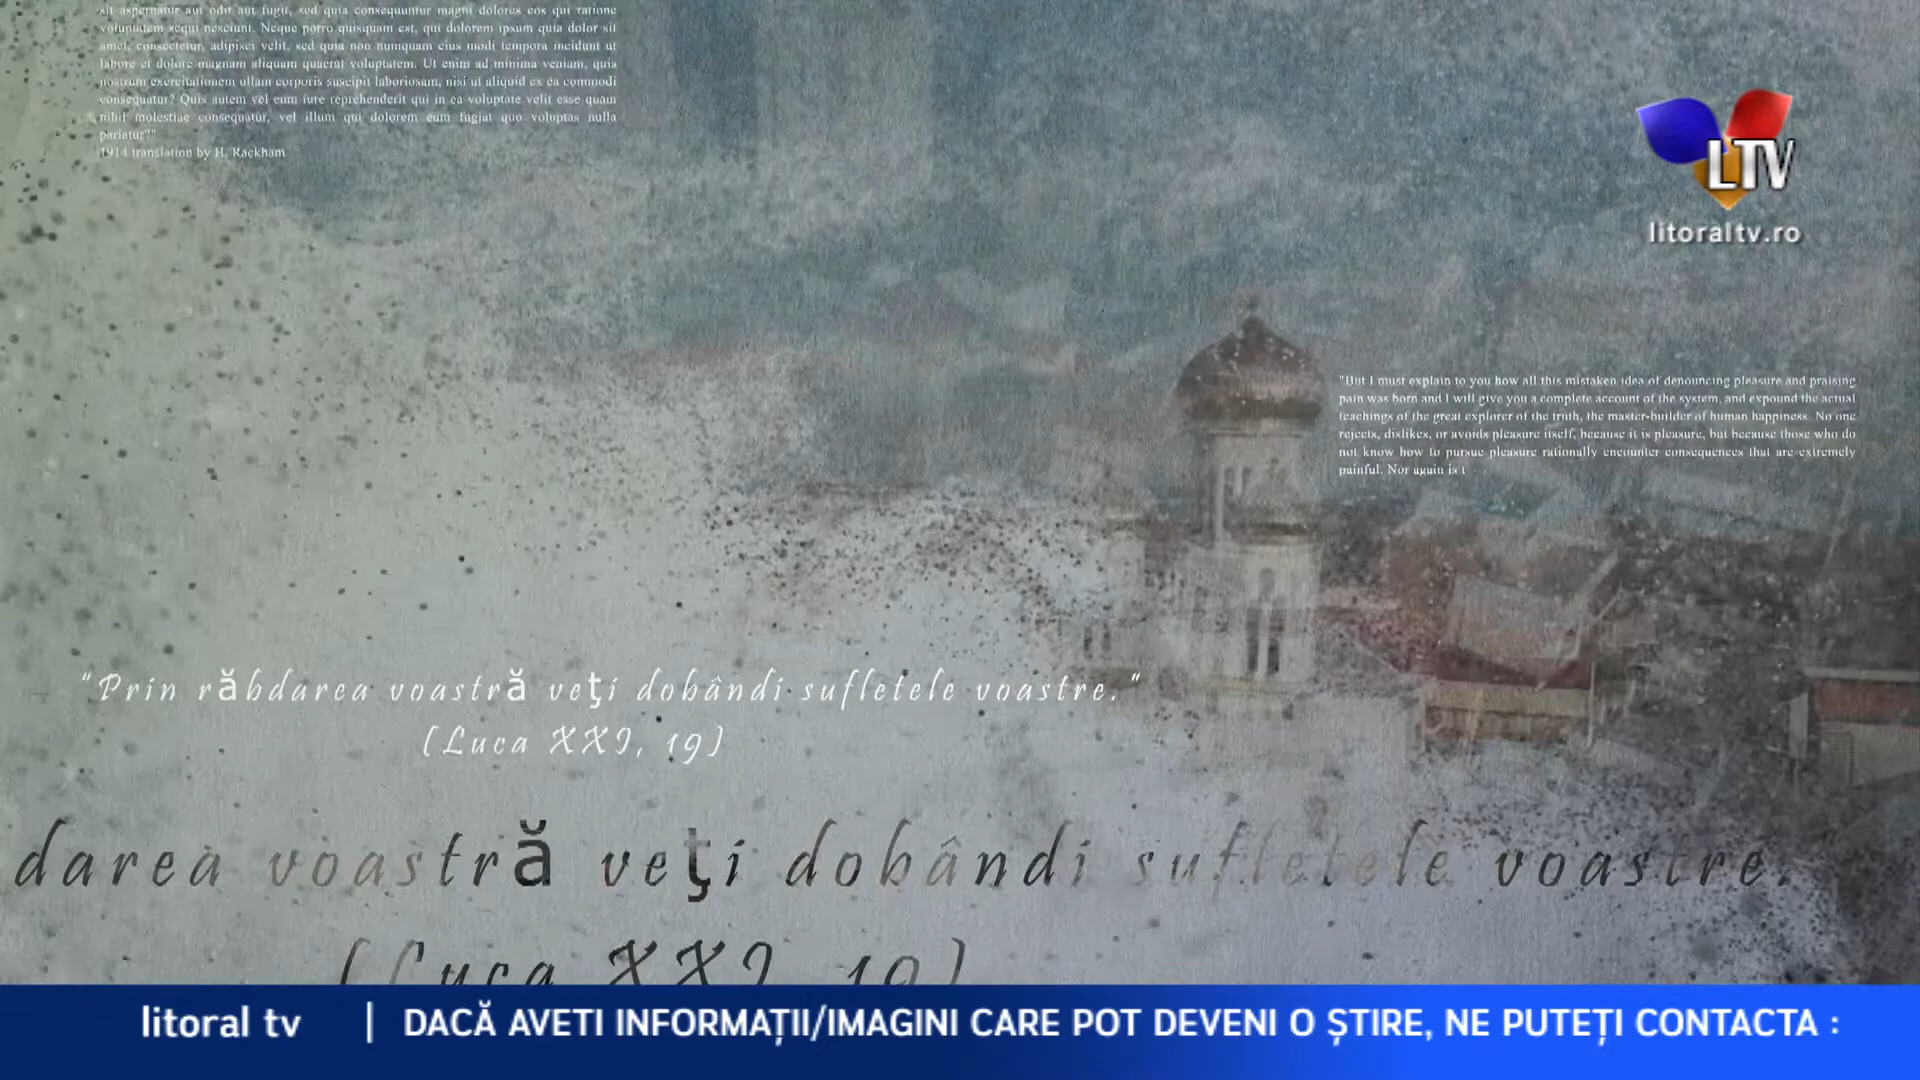 sit aspernatur aut odit aut fugit, sed quia consequuntur magni dolores eos qui ratione
voluptatem sequi nesciunt. Neque porro quisquam est, qui dolorem ipsum quia dolor sit
amet, consectetur, adipisci velit, sed quia non numquam eius modi tempora incidunt ut
labore et dolore magnam aliquam quaerat voluptatem. Ut enim ad minima veniam, quis
nostrum exercitationem ullam corporis suscipit laboriosam, nisi ut aliquid ex ea commodi
consequatur? Quis autem vel eum iure reprehenderit qui in ea voluptate velit esse quam
nihil molestiae consequatur, vel illum qui dolorem eum fugiat quo voluptas nulla
pariatur?"
1914 translation by H. Rackham
LTV
litoraltv.ro
"But I must explain to you how all this mistaken idea of denouncing pleasure and praising
pain was born and I will give you a complete account of the system, and expound the actual
teachings of the great explorer of the truth, the master-builder of human happiness. No one
rejects, dislikes, or avoids pleasure itself, because it is pleasure, but because those who do
not know how to pursue pleasure rationally encounter consequences that are extremely
painful. Nor again is t
"Prin răbdarea voastră veţi dobândi sufletele voastre."
(Luca XXI, 19)
darea voastră veţi dobândi sufletele voastre.
(Luca XXI, 19)
litoral tv | DACĂ AVETI INFORMAȚII/IMAGINI CARE POT DEVENI O ȘTIRE, NE PUTEȚI CONTACTA :